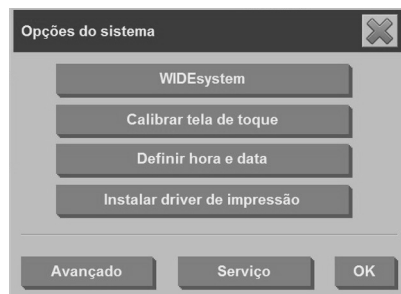 Opções do sistema
WIDEsystem
Calibrar tela de toque
Definir hora e data
Instalar driver de impressão
Avançado Serviço OK